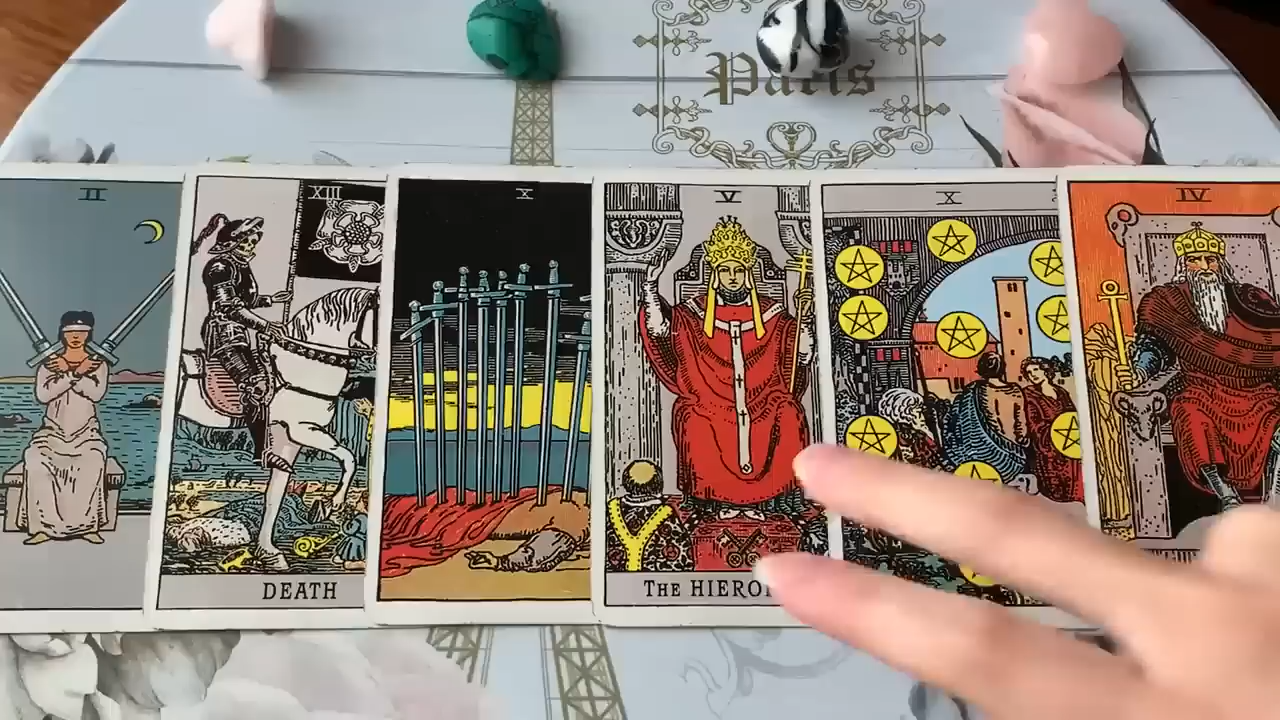 Paris
II
XIII
X
V
X
IV
DEATH
THE HIERO